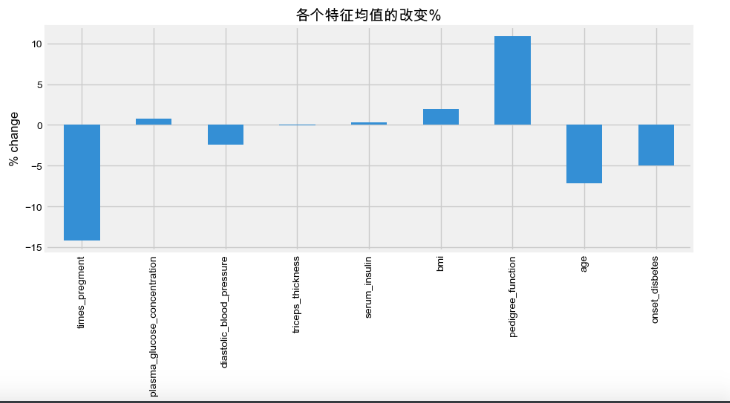 各个特征均值的改变%
% change
10
5
0
−5
−10
−15
times_pregment
plasma_glucose_concentration
diastolic_blood_pressure
triceps_thickness
serum_insulin
bmi
pedigree_function
age
onset_disbetes